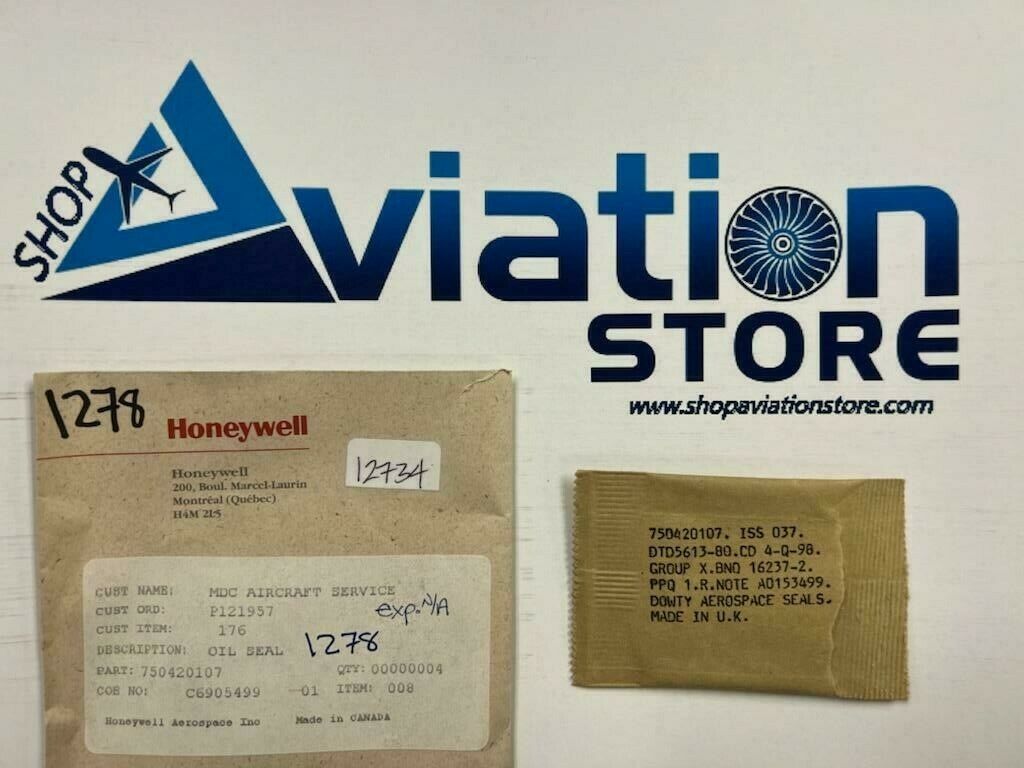 SHOP
Aviation
STORE
www.shopaviationstore.com
1278
Honeywell
12734
Honeywell
200, Boul. Marcel-Laurin
Montréal (Québec)
H4M 2L5
CUST NAME: MDC AIRCRAFT SERVICE
CUST ORD: P121957
exp. N/A
CUST ITEM: 176
1278
DESCRIPTION: OIL SEAL
PART: 750420107 QTY: 00000004
COE NO: C6905499 -01 ITEM: 008
Honeywell Aerospace Inc Made in CANADA
750420107. ISS 037.
DTD5613-80.CD 4-Q-98.
GROUP X.BNO 16237-2.
PPQ 1.R.NOTE A0153499.
DOWTY AEROSPACE SEALS.
MADE IN U.K.